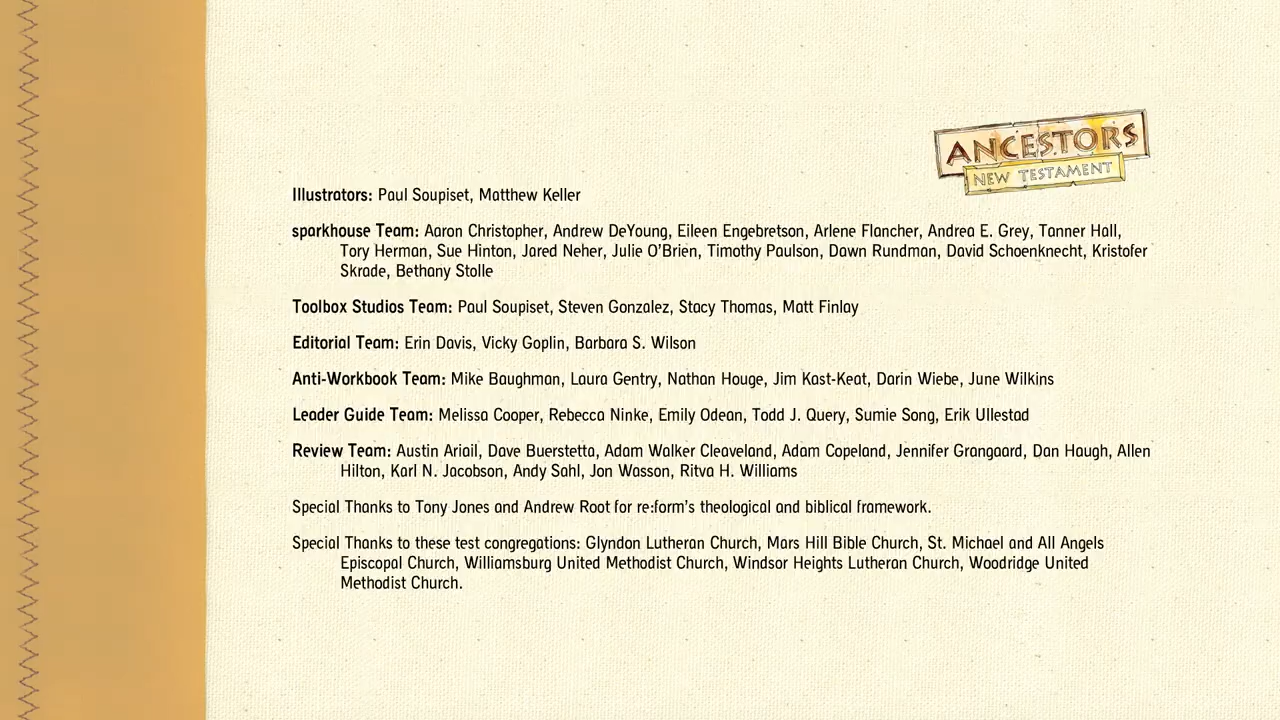 ANCESTORS
NEW TESTAMENT
Illustrators: Paul Soupiset, Matthew Keller
sparkhouse Team: Aaron Christopher, Andrew DeYoung, Eileen Engebretson, Arlene Flancher, Andrea E. Grey, Tanner Hall,
Tory Herman, Sue Hinton, Jared Neher, Julie O'Brien, Timothy Paulson, Dawn Rundman, David Schoenknecht, Kristofer
Skrade, Bethany Stolle
Toolbox Studios Team: Paul Soupiset, Steven Gonzalez, Stacy Thomas, Matt Finlay
Editorial Team: Erin Davis, Vicky Goplin, Barbara S. Wilson
Anti-Workbook Team: Mike Baughman, Laura Gentry, Nathan Houge, Jim Kast-Keat, Darin Wiebe, June Wilkins
Leader Guide Team: Melissa Cooper, Rebecca Ninke, Emily Odean, Todd J. Query, Sumie Song, Erik Ullestad
Review Team: Austin Ariail, Dave Buerstetta, Adam Walker Cleaveland, Adam Copeland, Jennifer Grangaard, Dan Haugh, Allen
Hilton, Karl N. Jacobson, Andy Sahl, Jon Wasson, Ritva H. Williams
Special Thanks to Tony Jones and Andrew Root for re:form's theological and biblical framework.
Special Thanks to these test congregations: Glyndon Lutheran Church, Mars Hill Bible Church, St. Michael and All Angels
Episcopal Church, Williamsburg United Methodist Church, Windsor Heights Lutheran Church, Woodridge United
Methodist Church.